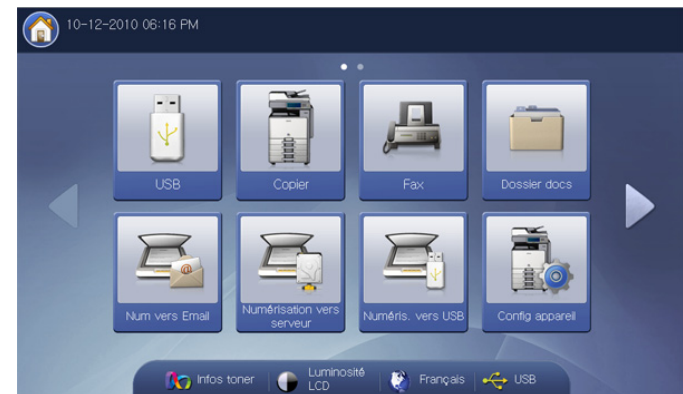 10-12-2010 06:16 PM
USB
Copier
Fax
Dossier docs
Num vers Email
Numérisation vers
serveur
Numéris. vers USB
Config appareil
Infos toner
Luminosité
LCD
Français
USB